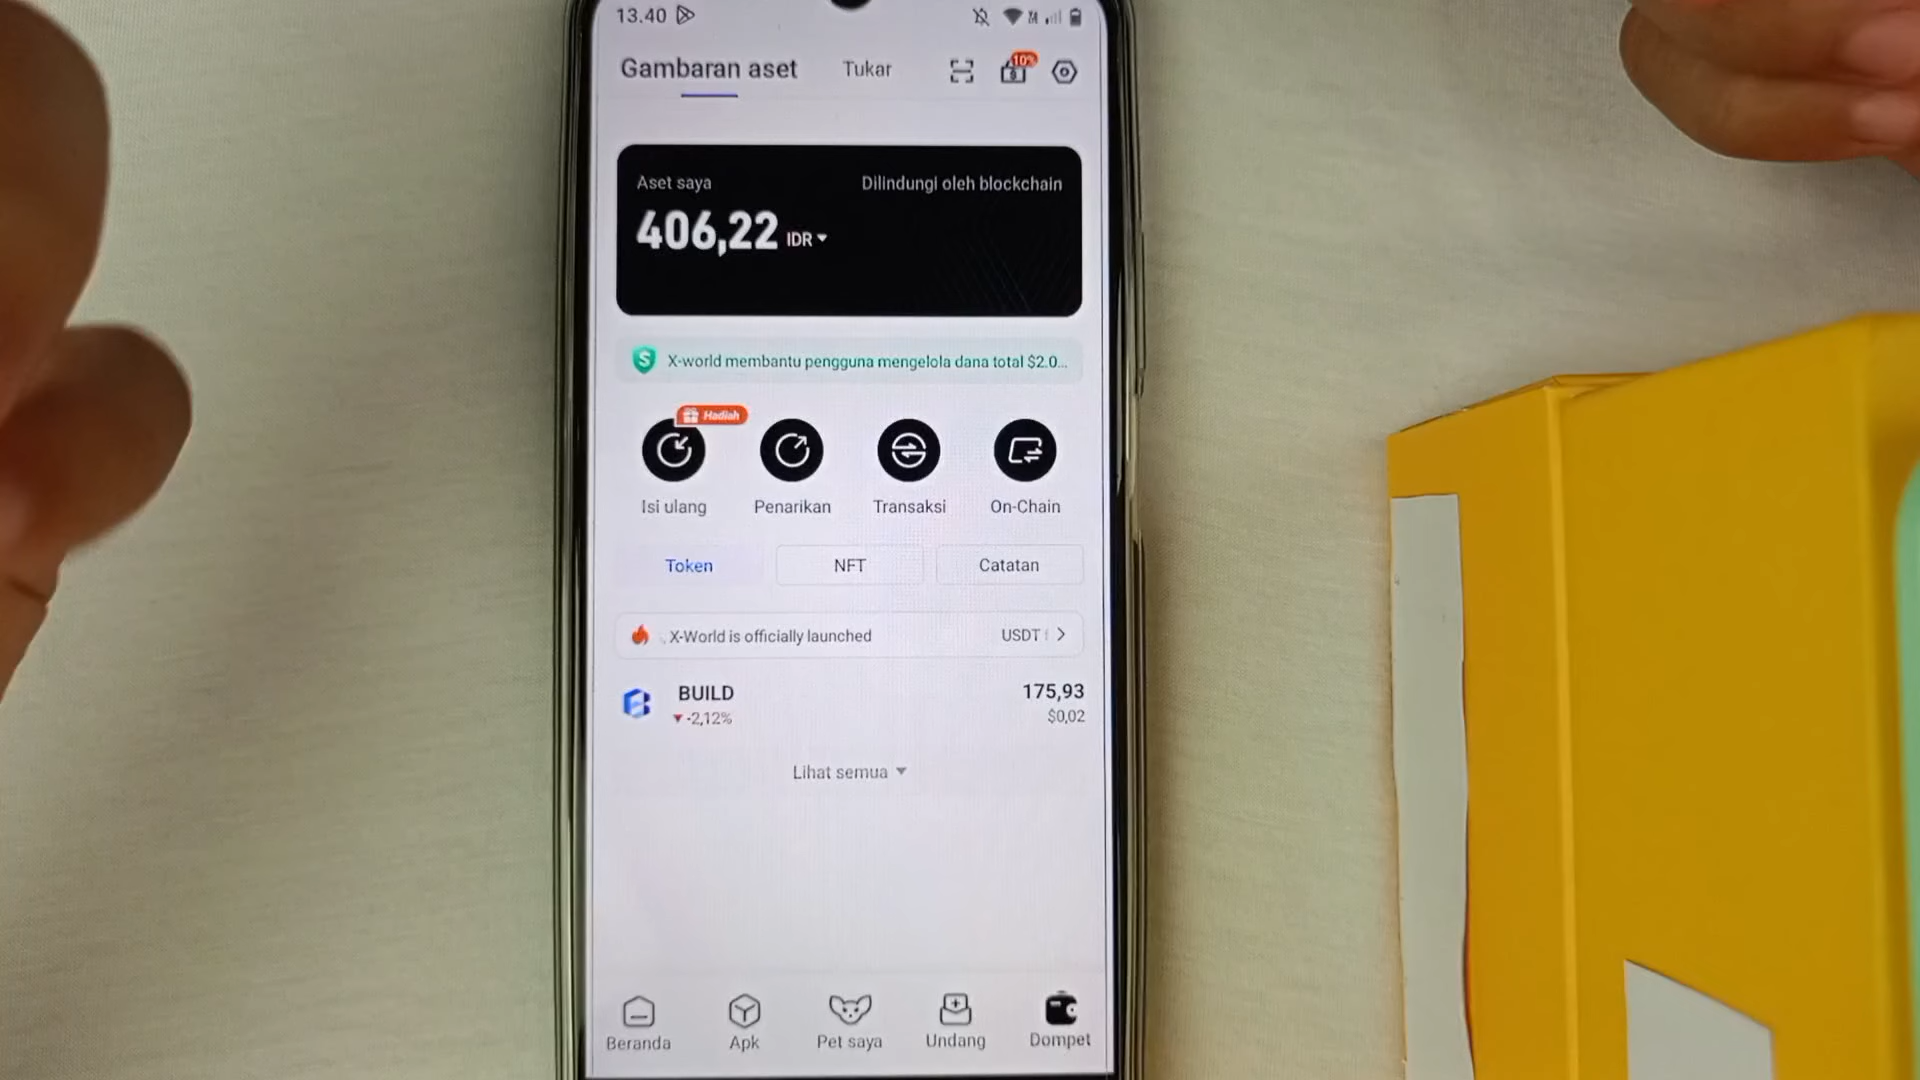 13.40
Gambaran aset
Tukar
10%
Aset saya
Dilindungi oleh blockchain
406,22 IDR
X-world membantu pengguna mengelola dana total $2.0...
Hadiah
Isi ulang
Penarikan
Transaksi
On-Chain
Token
NFT
Catatan
X-World is officially launched
USDT
BUILD
175,93
-2,12%
$0,02
Lihat semua
Beranda
Apk
Pet saya
Undang
Dompet